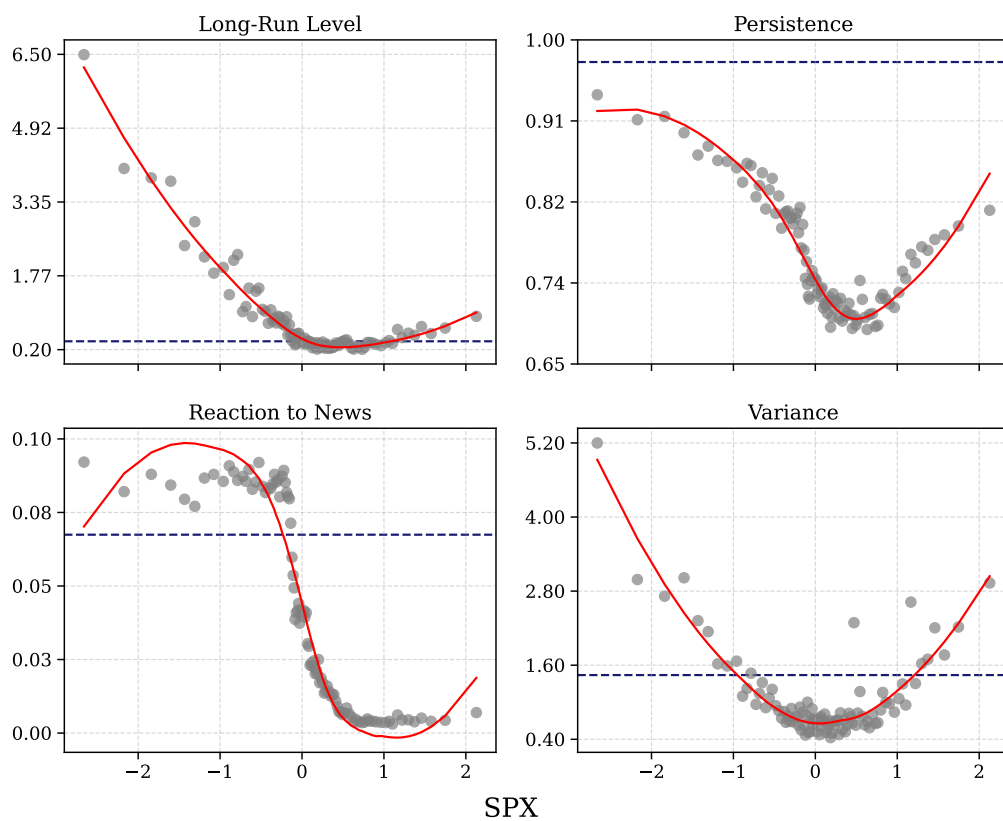 Long-Run Level
Persistence
6.50
4.92
3.35
1.77
0.20
1.00
0.91
0.82
0.74
0.65
Reaction to News
Variance
0.10
0.08
0.05
0.03
0.00
5.20
4.00
2.80
1.60
0.40
−2 −1 0 1 2
−2 −1 0 1 2
SPX